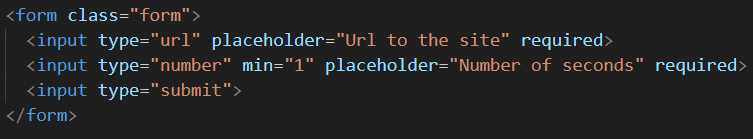 <form class="form">
<input type="url" placeholder="Url to the site" required>
<input type="number" min="1" placeholder="Number of seconds" required>
<input type="submit">
</form>